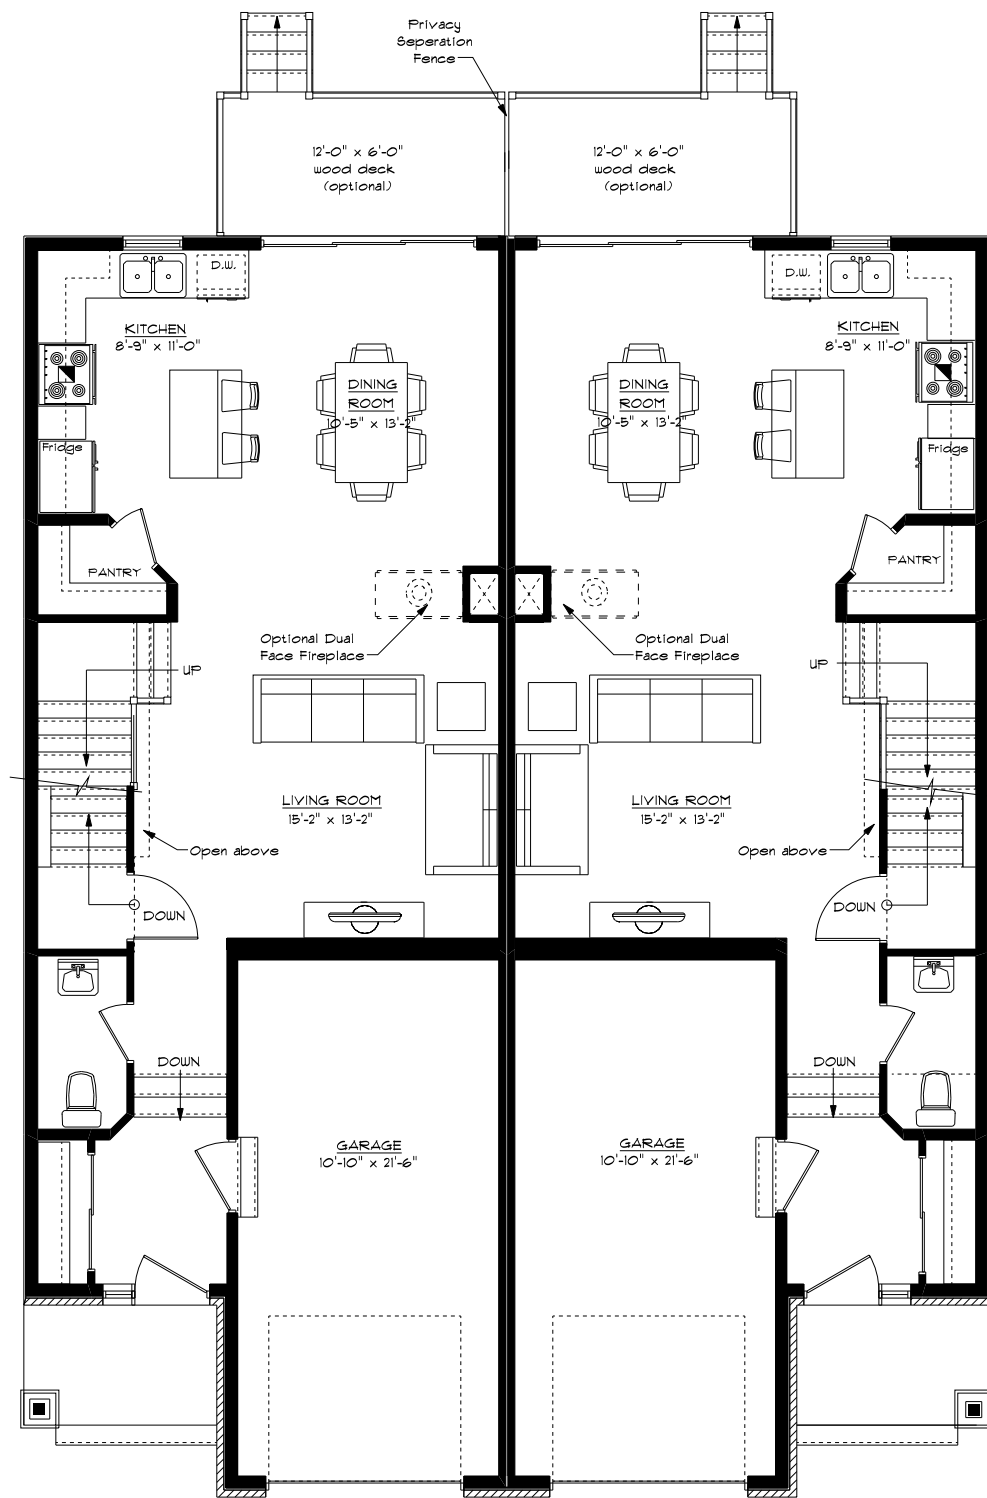 Privacy
Seperation
Fence
12'-0" x 6'-0"
wood deck
(optional)
12'-0" x 6'-0"
wood deck
(optional)
D.W.
D.W.
KITCHEN
8'-9" x 11'-0"
KITCHEN
8'-9" x 11'-0"
DINING
ROOM
10'-5" x 13'-2"
DINING
ROOM
10'-5" x 13'-2"
Fridge
Fridge
PANTRY
PANTRY
Optional Dual
Face Fireplace
Optional Dual
Face Fireplace
UP
UP
LIVING ROOM
15'-2" x 13'-2"
LIVING ROOM
15'-2" x 13'-2"
Open above
Open above
DOWN
DOWN
DOWN
DOWN
GARAGE
10'-10" x 21'-6"
GARAGE
10'-10" x 21'-6"